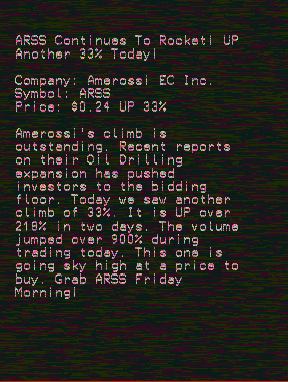 ARSS Continues To Rocket! UP
Another 33% Today!
Company: Amerossi EC Inc.
Symbol: ARSS
Price: $0.24 UP 33%
Amerossi's climb is
outstanding. Recent reports
on their Oil Drilling
expansion has pushed
investors to the bidding
floor. Today we saw another
climb of 33%. It is UP over
218% in two days. The volume
jumped over 900% during
trading today. This one is
going sky high at a price to
buy. Grab ARSS Friday
Morning!